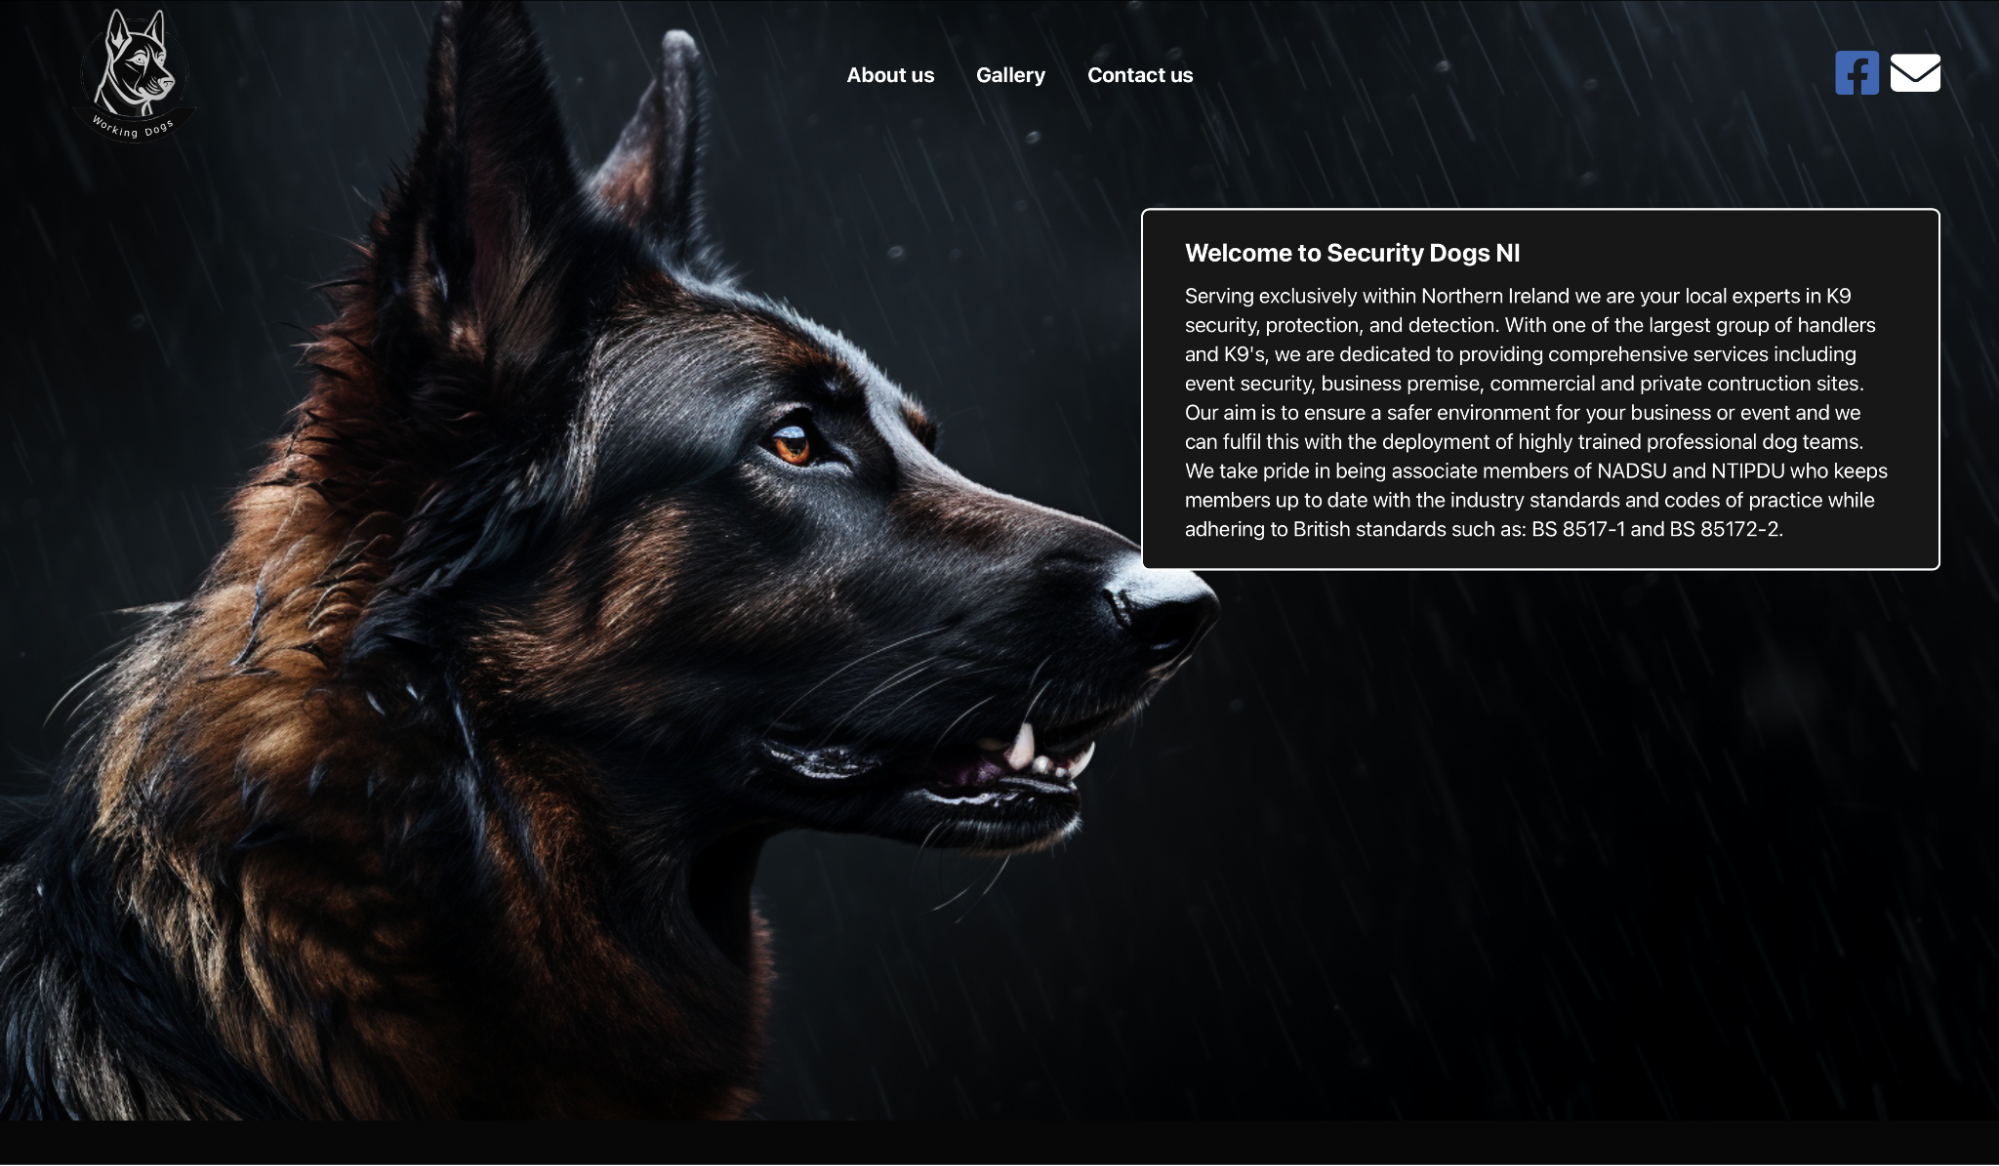 Working Dogs
About us
Gallery
Contact us
Welcome to Security Dogs NI
Serving exclusively within Northern Ireland we are your local experts in K9
security, protection, and detection. With one of the largest group of handlers
and K9's, we are dedicated to providing comprehensive services including
event security, business premise, commercial and private contruction sites.
Our aim is to ensure a safer environment for your business or event and we
can fulfil this with the deployment of highly trained professional dog teams.
We take pride in being associate members of NADSU and NTIPDU who keeps
members up to date with the industry standards and codes of practice while
adhering to British standards such as: BS 8517-1 and BS 85172-2.